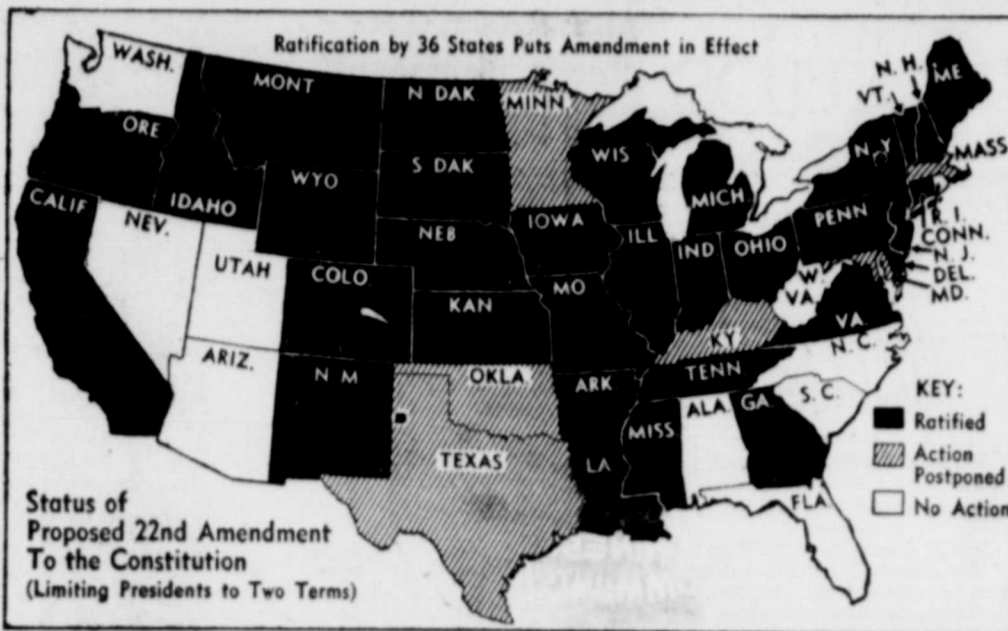 Ratification by 36 States Puts Amendment in Effect
WASH.
MONT
N DAK
MINN
N. H.
ME
VT.
ORE
IDAHO
WYO
S DAK
WIS
MICH.
N.Y
MASS
CALIF
NEV.
UTAH
COLO.
NEB
IOWA
ILL
IND
OHIO
PENN
R. I.
CONN.
N. J.
DEL.
MD.
KAN
MO
W.
VA.
VA.
KY
ARIZ.
N M
OKLA
ARK.
TENN.
N. C.
S. C.
TEXAS
LA
MISS
ALA.
GA.
FLA
KEY:
Ratified
Action
Postponed
No Action
Status of
Proposed 22nd Amendment
To the Constitution
(Limiting Presidents to Two Terms)